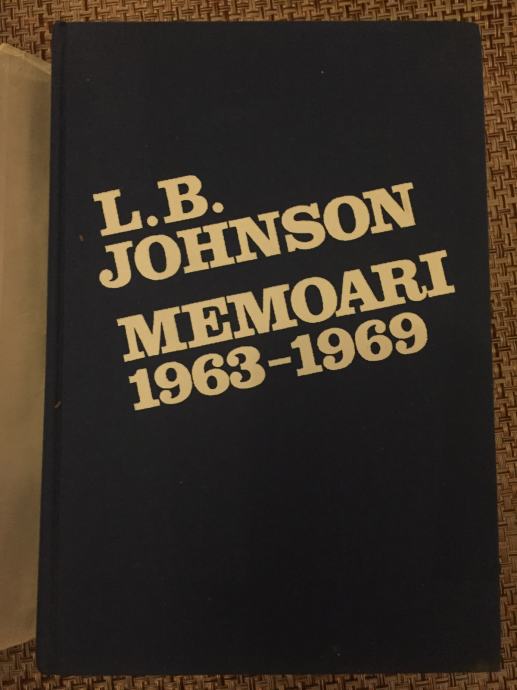 L.B.
JOHNSON
MEMOARI
1963-1969